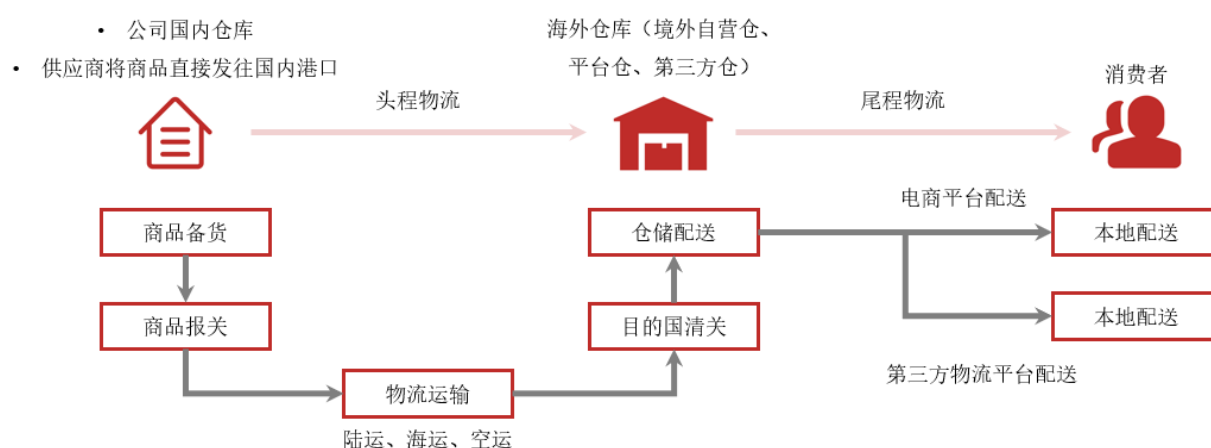 • 公司国内仓库
• 供应商将商品直接发往国内港口
海外仓库（境外自营仓、
平台仓、第三方仓）
消费者
头程物流
尾程物流
商品备货
仓储配送
电商平台配送
本地配送
商品报关
目的国清关
本地配送
第三方物流平台配送
物流运输
陆运、海运、空运